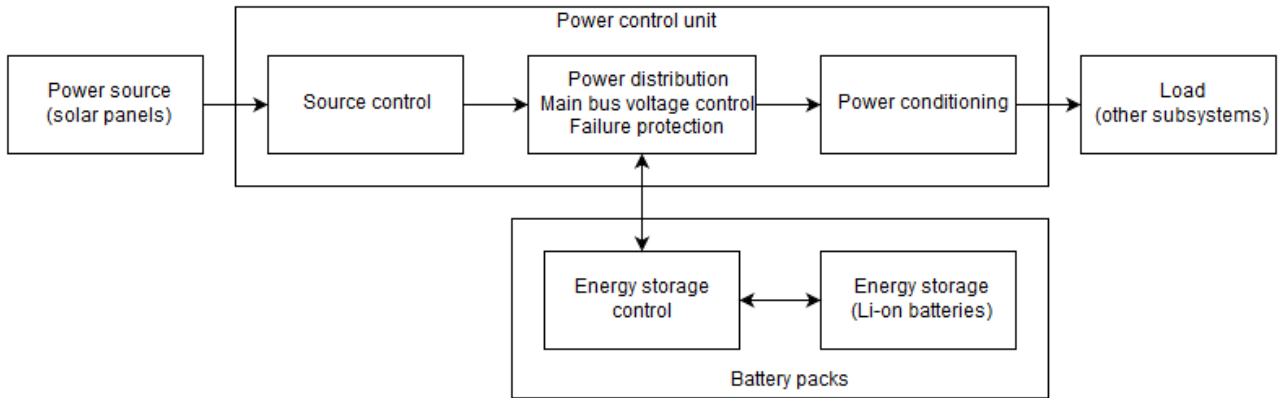 Power control unit
Power source
(solar panels)
Source control
Power distribution
Main bus voltage control
Failure protection
Power conditioning
Load
(other subsystems)
Energy storage
control
Energy storage
(Li-on batteries)
Battery packs